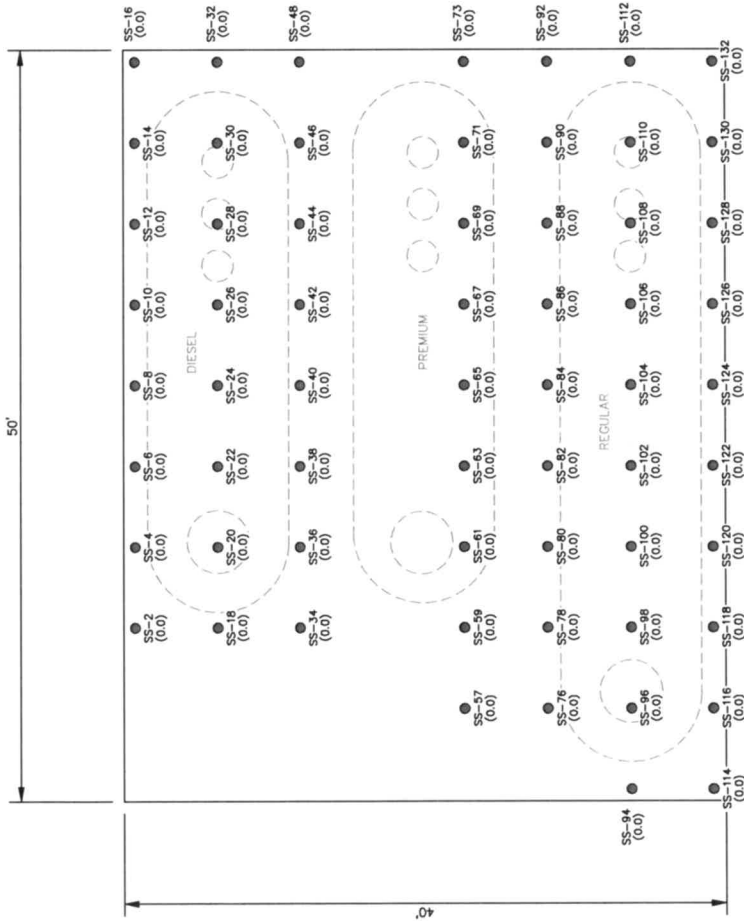 50'
40'
SS-16
(0.0)
SS-32
(0.0)
SS-48
(0.0)
SS-73
(0.0)
SS-92
(0.0)
SS-112
(0.0)
SS-132
(0.0)
SS-14
(0.0)
SS-30
(0.0)
SS-46
(0.0)
SS-71
(0.0)
SS-90
(0.0)
SS-110
(0.0)
SS-130
(0.0)
SS-12
(0.0)
SS-28
(0.0)
SS-44
(0.0)
SS-69
(0.0)
SS-88
(0.0)
SS-108
(0.0)
SS-128
(0.0)
SS-10
(0.0)
SS-26
(0.0)
SS-42
(0.0)
SS-67
(0.0)
SS-86
(0.0)
SS-106
(0.0)
SS-126
(0.0)
DIESEL
PREMIUM
REGULAR
SS-8
(0.0)
SS-24
(0.0)
SS-40
(0.0)
SS-65
(0.0)
SS-84
(0.0)
SS-104
(0.0)
SS-124
(0.0)
SS-6
(0.0)
SS-22
(0.0)
SS-38
(0.0)
SS-63
(0.0)
SS-82
(0.0)
SS-102
(0.0)
SS-122
(0.0)
SS-4
(0.0)
SS-20
(0.0)
SS-36
(0.0)
SS-61
(0.0)
SS-80
(0.0)
SS-100
(0.0)
SS-120
(0.0)
SS-2
(0.0)
SS-18
(0.0)
SS-34
(0.0)
SS-59
(0.0)
SS-78
(0.0)
SS-98
(0.0)
SS-118
(0.0)
SS-57
(0.0)
SS-76
(0.0)
SS-96
(0.0)
SS-116
(0.0)
SS-94
(0.0)
SS-114
(0.0)